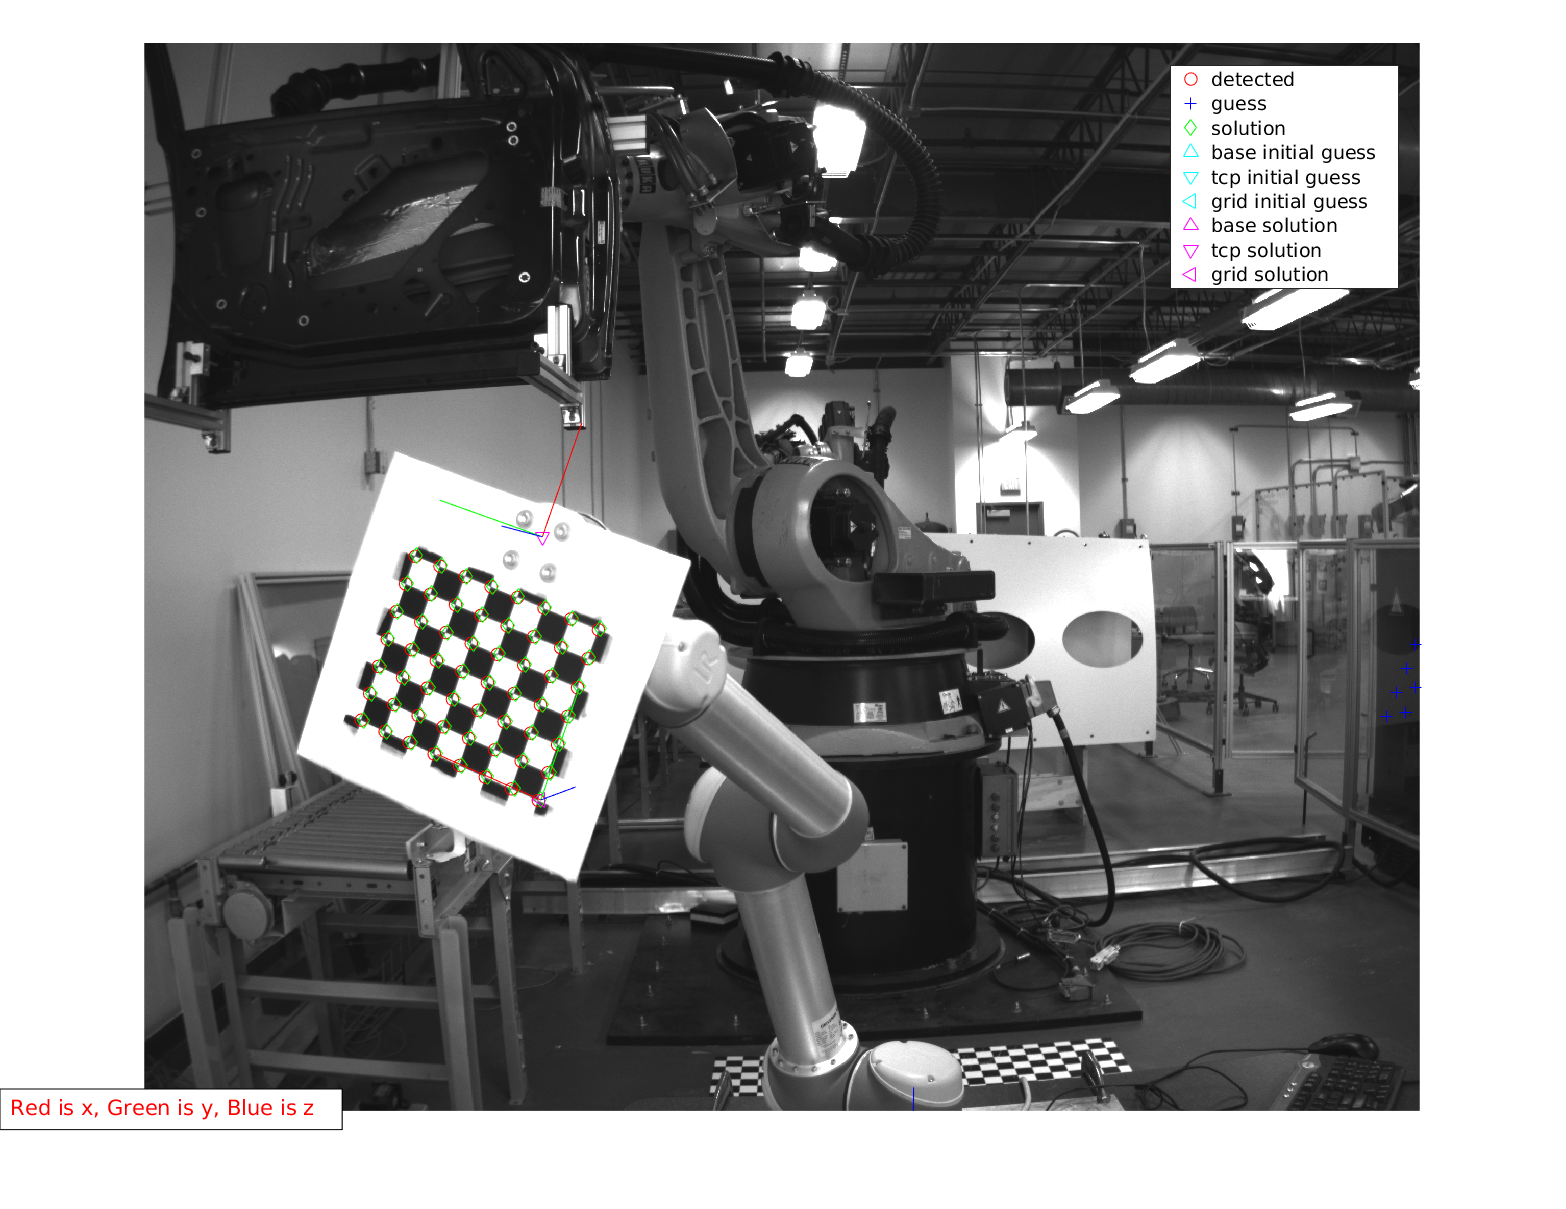 detected
guess
solution
base initial guess
tcp initial guess
grid initial guess
base solution
tcp solution
grid solution
Red is x, Green is y, Blue is z